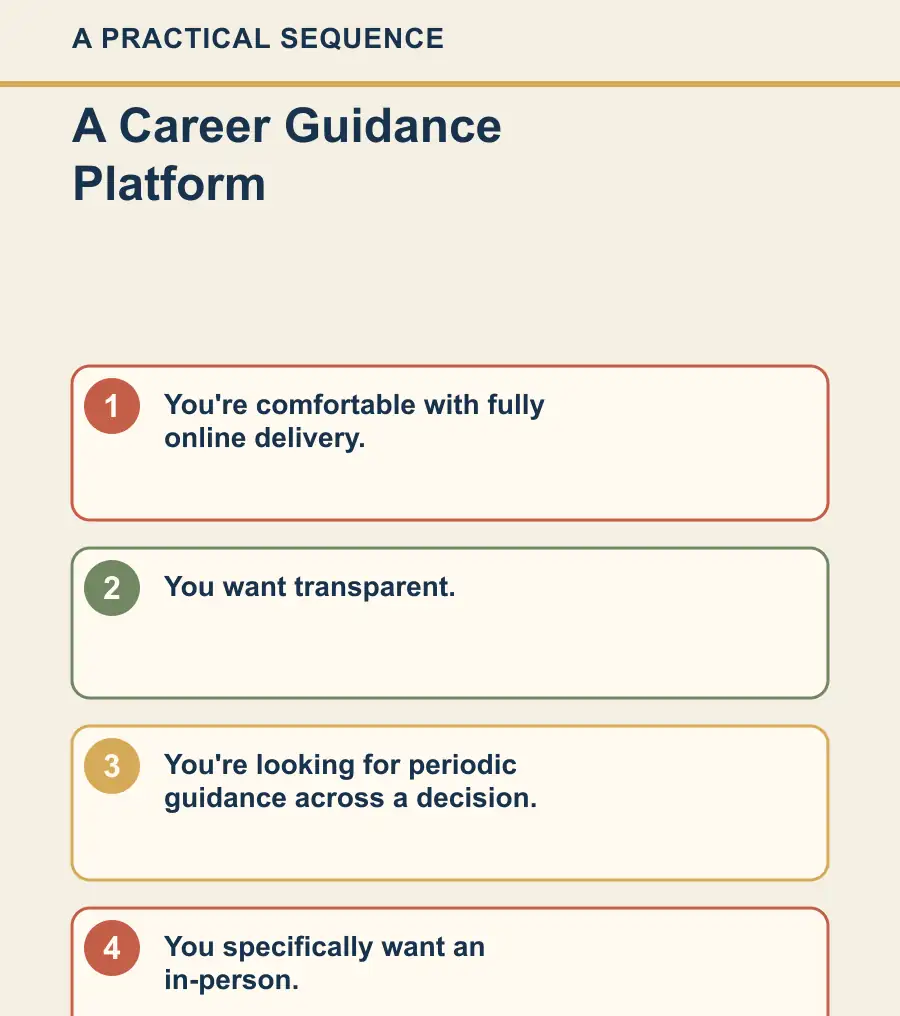 A PRACTICAL SEQUENCE
A Career Guidance
Platform
1
You're comfortable with fully
online delivery.
2
You want transparent.
3
You're looking for periodic
guidance across a decision.
4
You specifically want an
in-person.